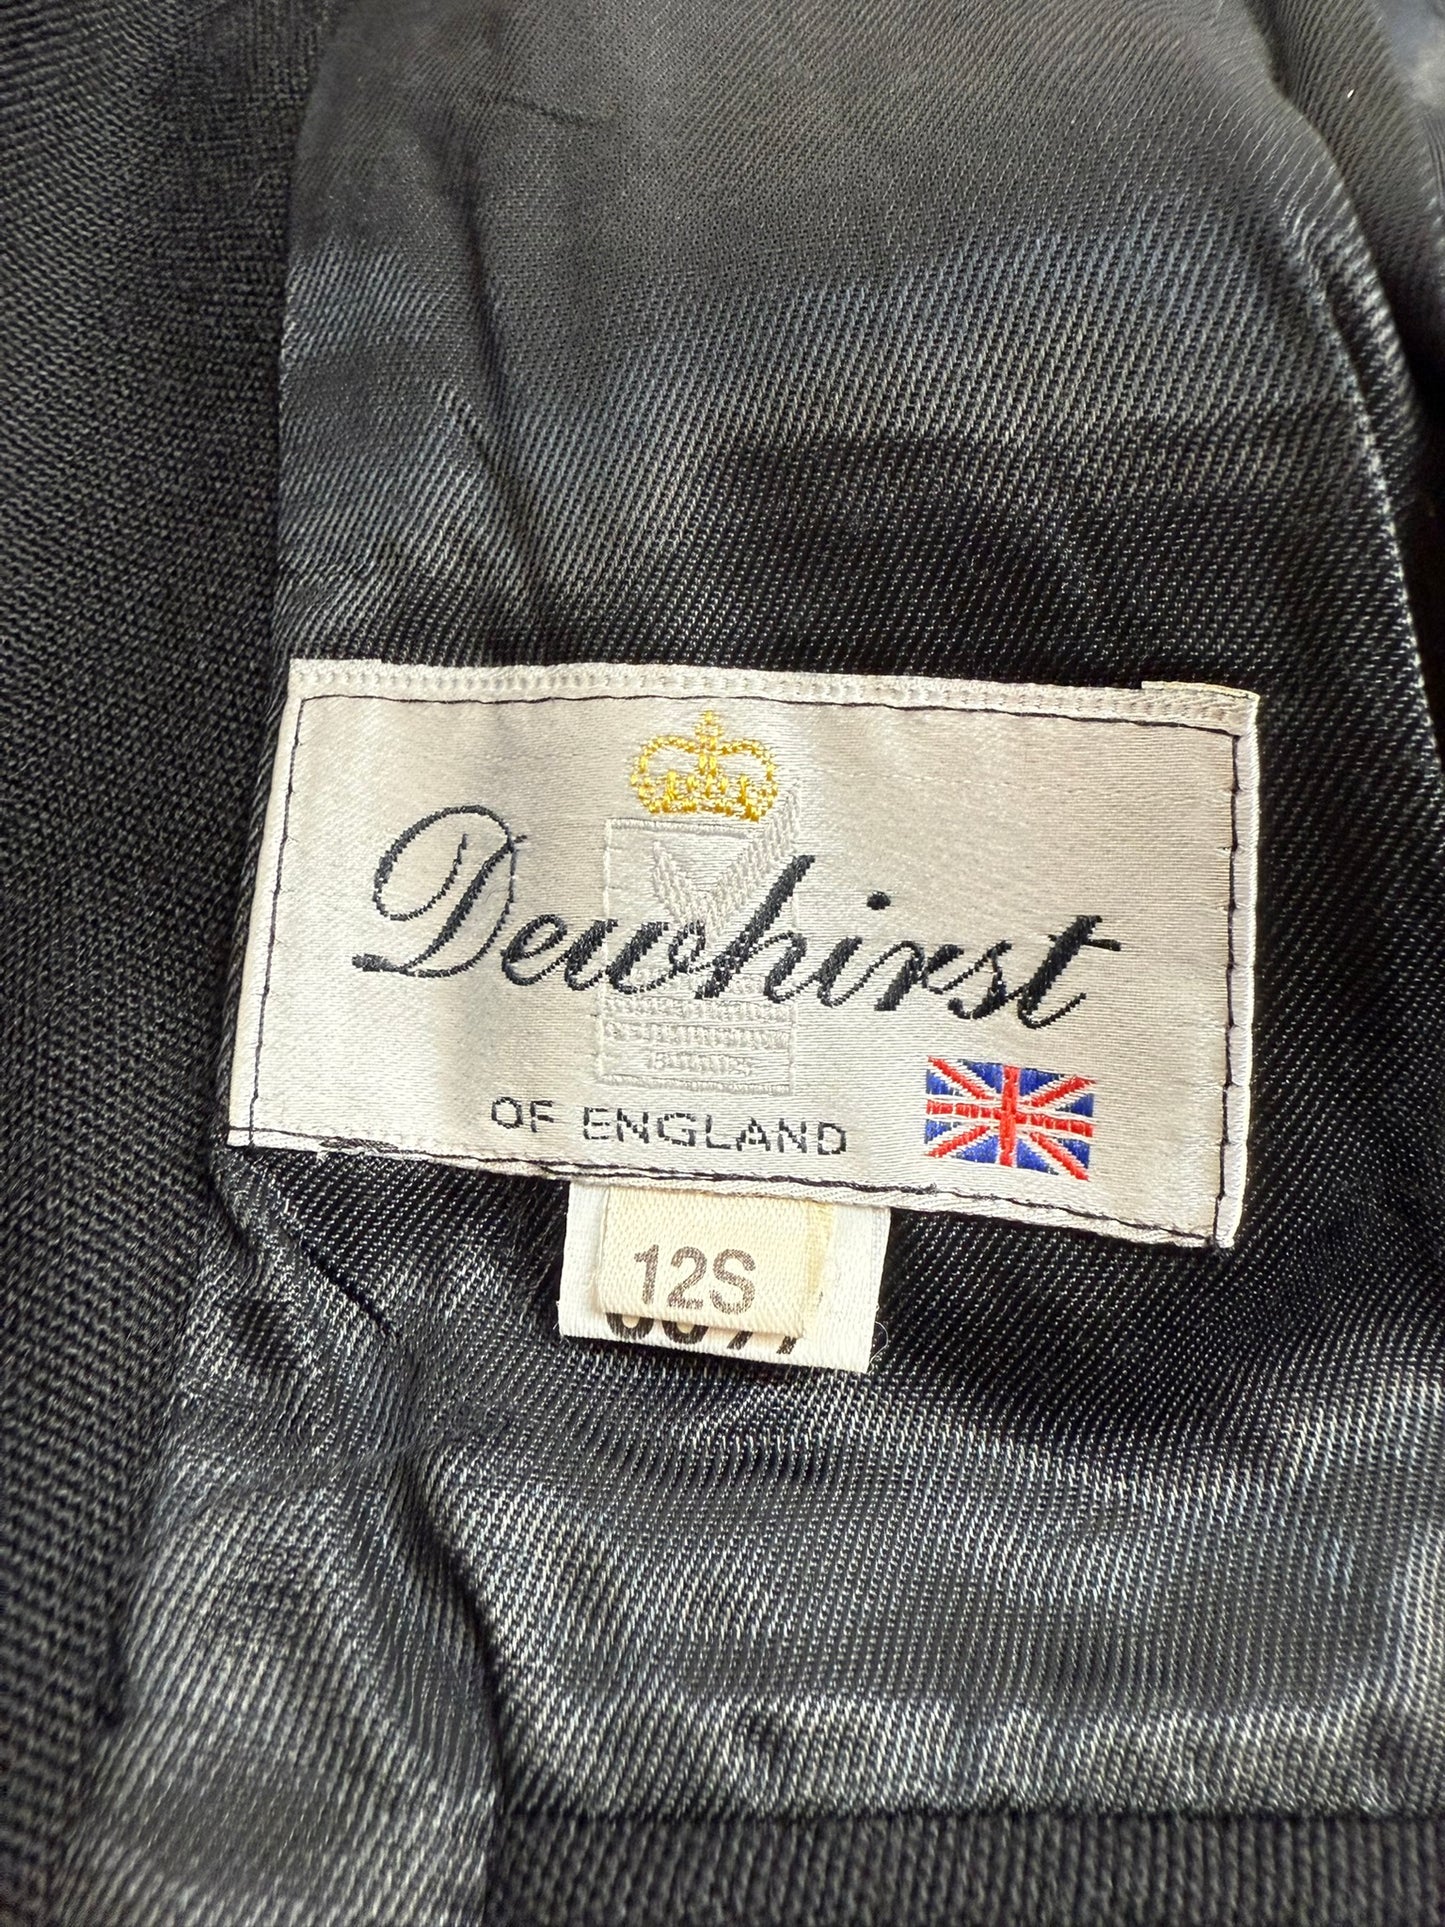 Dewhirst
OF ENGLAND
12S